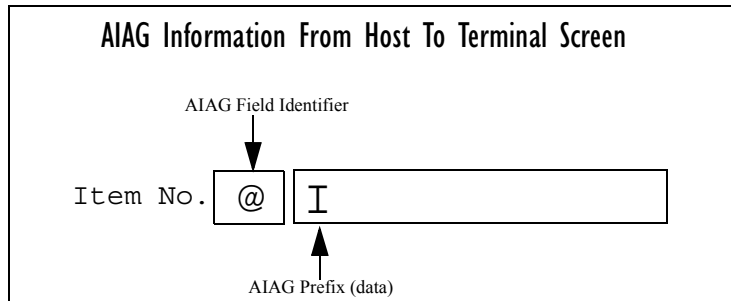 AIAG Information From Host To Terminal Screen
AIAG Field Identifier
Item No. @ I
AIAG Prefix (data)